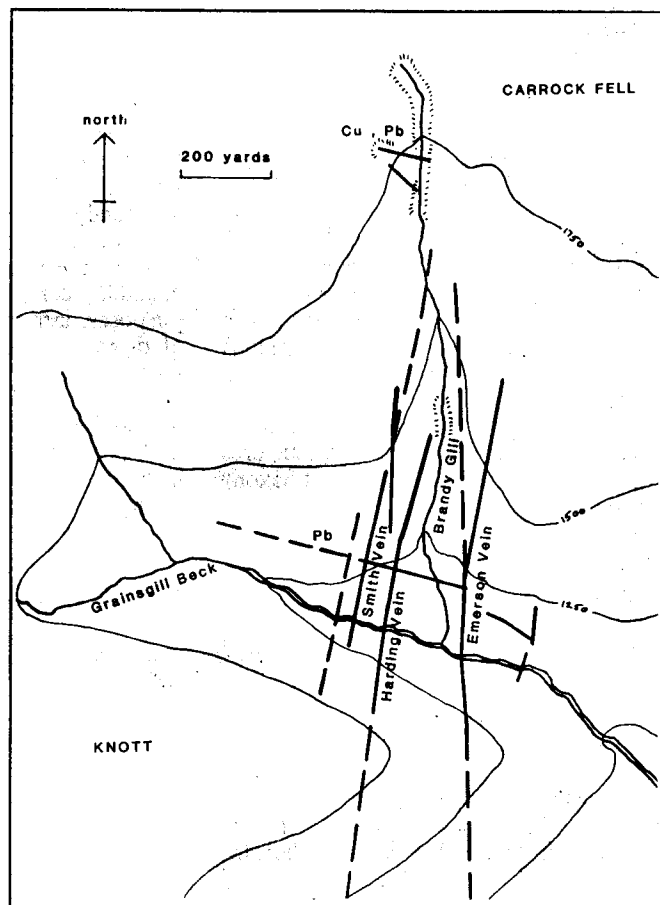 CARROCK FELL
north
Cu Pb
200 yards
1750
Brandy Gill
1500
Pb
Smith Vein
Harding Vein
Emerson Vein
1250
Grainsgill Beck
KNOTT